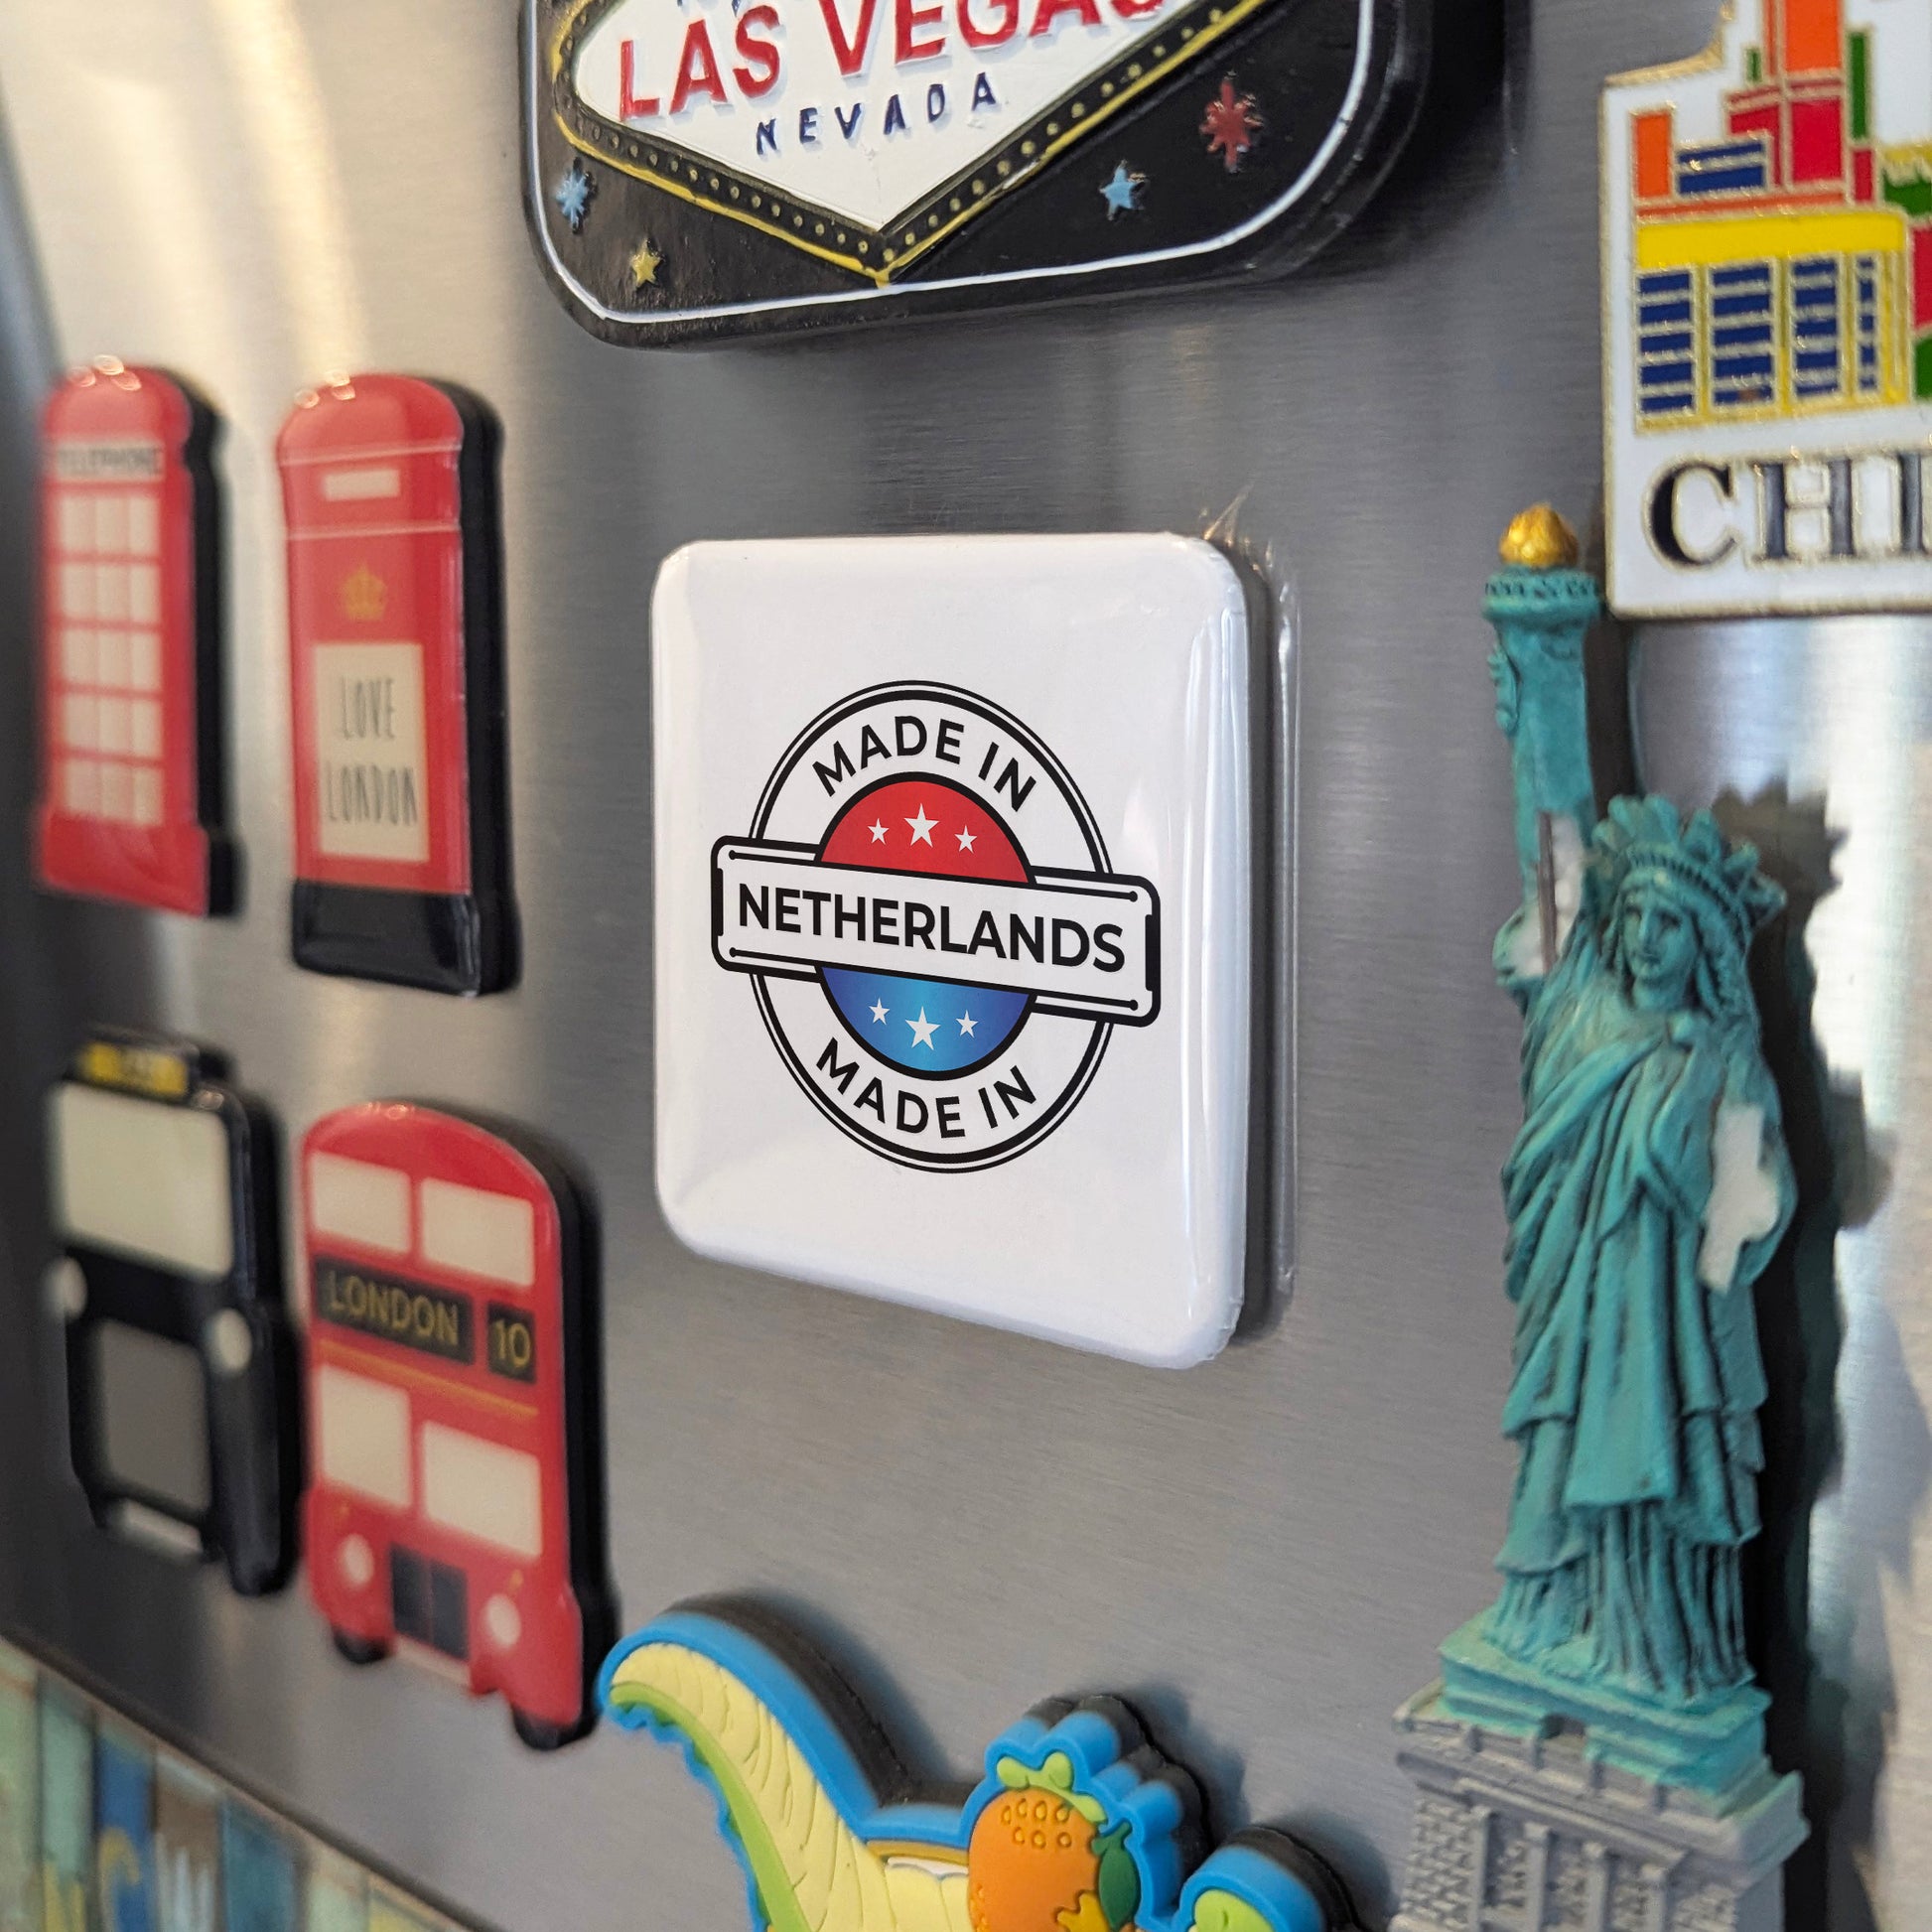 LAS VEGAS
NEVADA
CHI
TELEPHONE
LOVE
LONDON
MADE IN
NETHERLANDS
MADE IN
LONDON 10